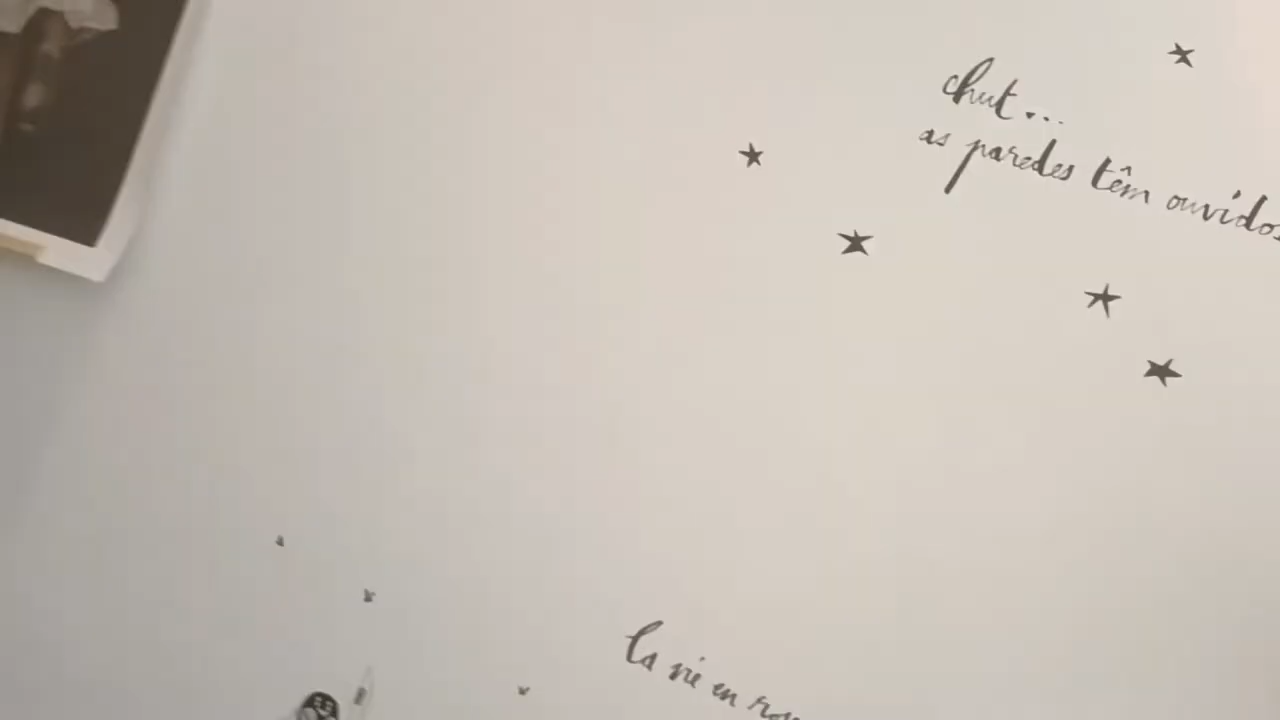 chut...
as paredes têm ouvidos
la vie en